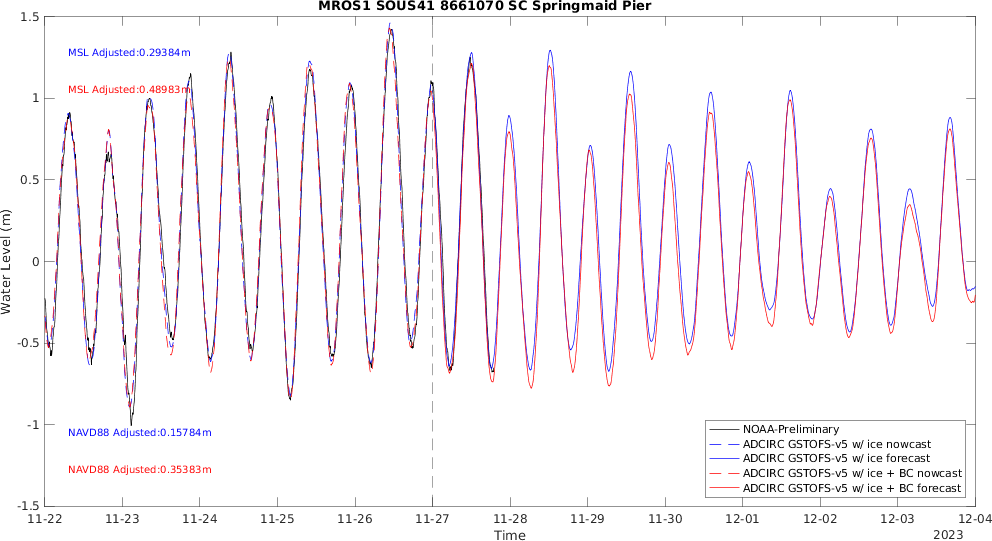 MROS1 SOUS41 8661070 SC Springmaid Pier
1.5
1
0.5
0
-0.5
-1
-1.5
Water Level (m)
MSL Adjusted:0.29384m
MSL Adjusted:0.48983m
NAVD88 Adjusted:0.15784m
NAVD88 Adjusted:0.35383m
NOAA-Preliminary
ADCIRC GSTOFS-v5 w/ ice nowcast
ADCIRC GSTOFS-v5 w/ ice forecast
ADCIRC GSTOFS-v5 w/ ice + BC nowcast
ADCIRC GSTOFS-v5 w/ ice + BC forecast
11-22 11-23 11-24 11-25 11-26 11-27 11-28 11-29 11-30 12-01 12-02 12-03 12-04
Time
2023